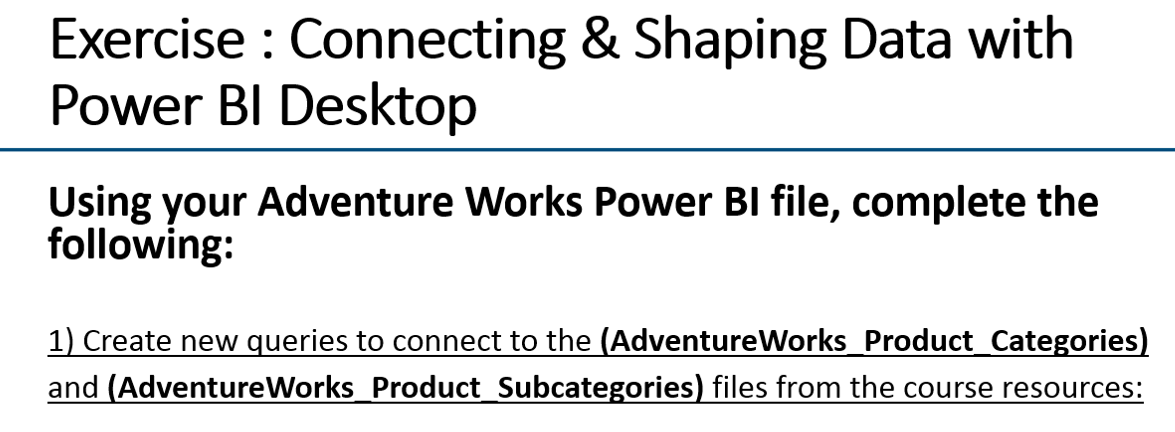 Exercise : Connecting & Shaping Data with
Power BI Desktop
Using your Adventure Works Power BI file, complete the
following:
1) Create new queries to connect to the (AdventureWorks_Product_Categories)
and (AdventureWorks_Product_Subcategories) files from the course resources: